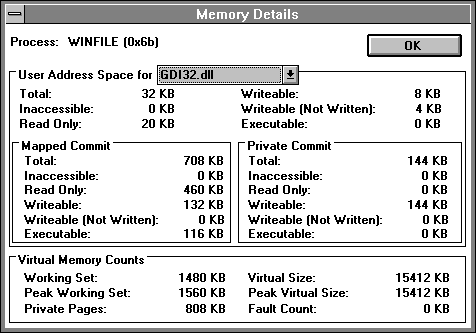 Memory Details
Process: WINFILE (0x6b)
OK
User Address Space for GDI32.dll
Total: 32 KB Writeable: 8 KB
Inaccessible: 0 KB Writeable (Not Written): 4 KB
Read Only: 20 KB Executable: 0 KB
Mapped Commit Private Commit
Total: 708 KB Total: 144 KB
Inaccessible: 0 KB Inaccessible: 0 KB
Read Only: 460 KB Read Only: 0 KB
Writeable: 132 KB Writeable: 144 KB
Writeable (Not Written): 0 KB Writeable (Not Written): 0 KB
Executable: 116 KB Executable: 0 KB
Virtual Memory Counts
Working Set: 1480 KB Virtual Size: 15412 KB
Peak Working Set: 1560 KB Peak Virtual Size: 15412 KB
Private Pages: 808 KB Fault Count: 0 KB